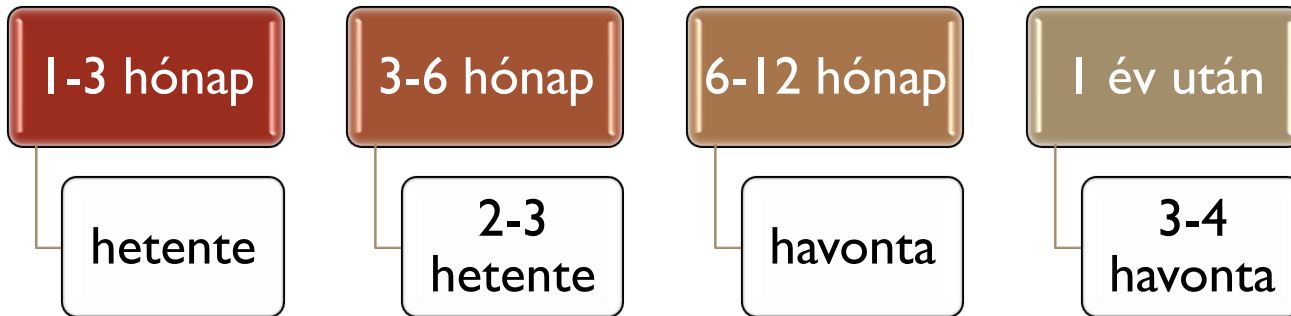 1-3 hónap
hetente
3-6 hónap
2-3
hetente
6-12 hónap
havonta
1 év után
3-4
havonta